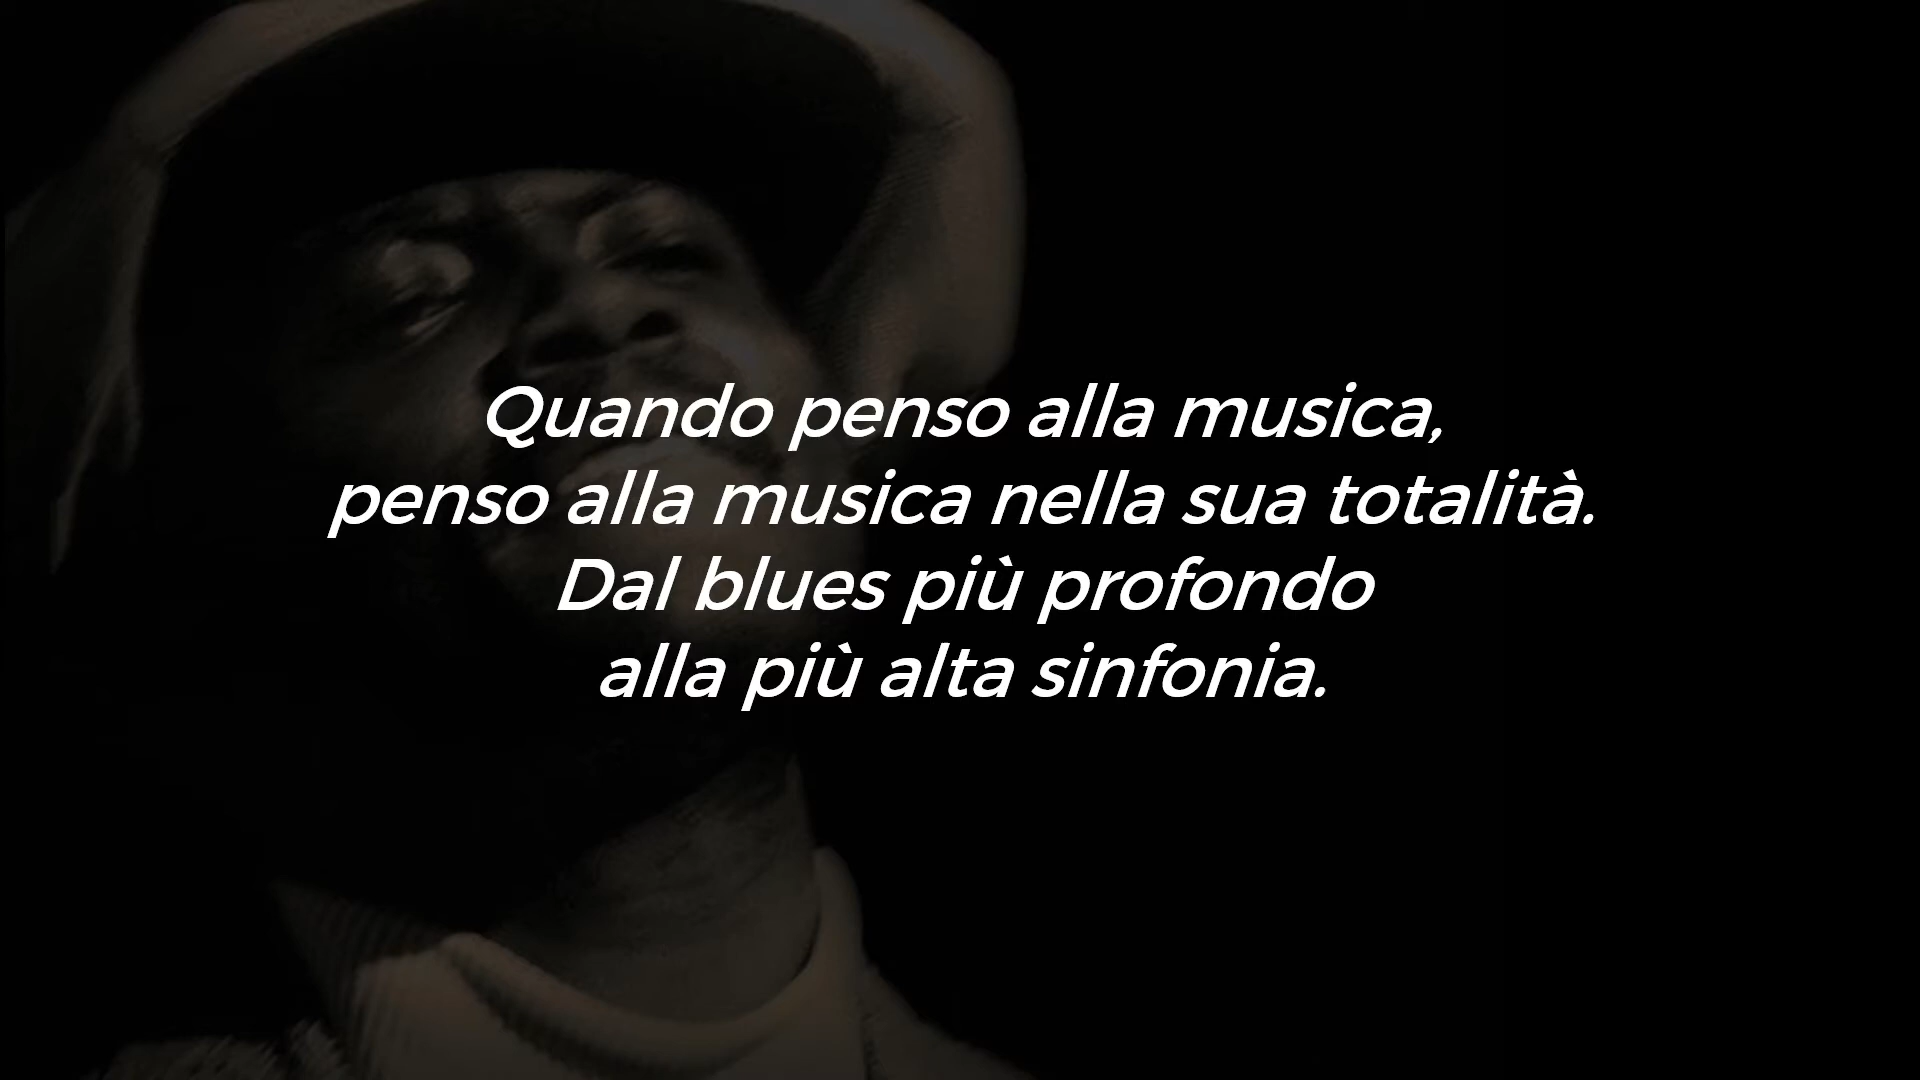 Quando penso alla musica,
penso alla musica nella sua totalità.
Dal blues più profondo
alla più alta sinfonia.